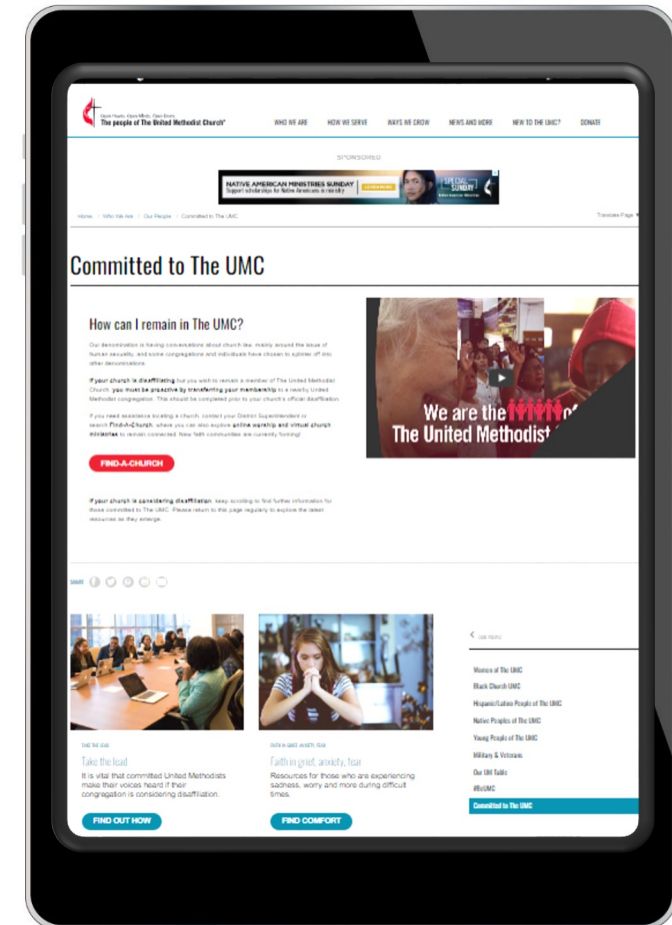 Open Hearts. Open Minds. Open Doors.
The people of The United Methodist Church®
WHO WE ARE HOW WE SERVE WAYS WE GROW NEWS AND MORE NEW TO THE UMC? DONATE
SPONSORED
NATIVE AMERICAN MINISTRIES SUNDAY
Support scholarships for Native Americans in ministry
LEARN MORE
SPECIAL
SUNDAY
Home / Who We Are / Our People / Committed to The UMC
Translate Page
Committed to The UMC
How can I remain in The UMC?
Our denomination is having conversations about church law, mainly around the issue of
human sexuality, and some congregations and individuals have chosen to splinter off into
other denominations.
If your church is disaffiliating but you wish to remain a member of The United Methodist
Church, you must be proactive by transferring your membership to a nearby United
Methodist congregation. This should be completed prior to your church's official disaffiliation.
If you need assistance locating a church, contact your District Superintendent or
search Find-A-Church, where you can also explore online worship and virtual church
ministries to remain connected. New faith communities are currently forming!
FIND-A-CHURCH
If your church is considering disaffiliation, keep scrolling to find further information for
those committed to The UMC. Please return to this page regularly to explore the latest
resources as they emerge.
We are the of
The United Methodist
SHARE
TAKE THE LEAD
Take the lead
It is vital that committed United Methodists
make their voices heard if their
congregation is considering disaffiliation.
FIND OUT HOW
FAITH IN GRIEF, ANXIETY, FEAR
Faith in grief, anxiety, fear
Resources for those who are experiencing
sadness, worry and more during difficult
times.
FIND COMFORT
Women of The UMC
Black Church UMC
Hispanic/Latino People of The UMC
Native Peoples of The UMC
Young People of The UMC
Military & Veterans
Our UM Table
#BeUMC
Committed to The UMC